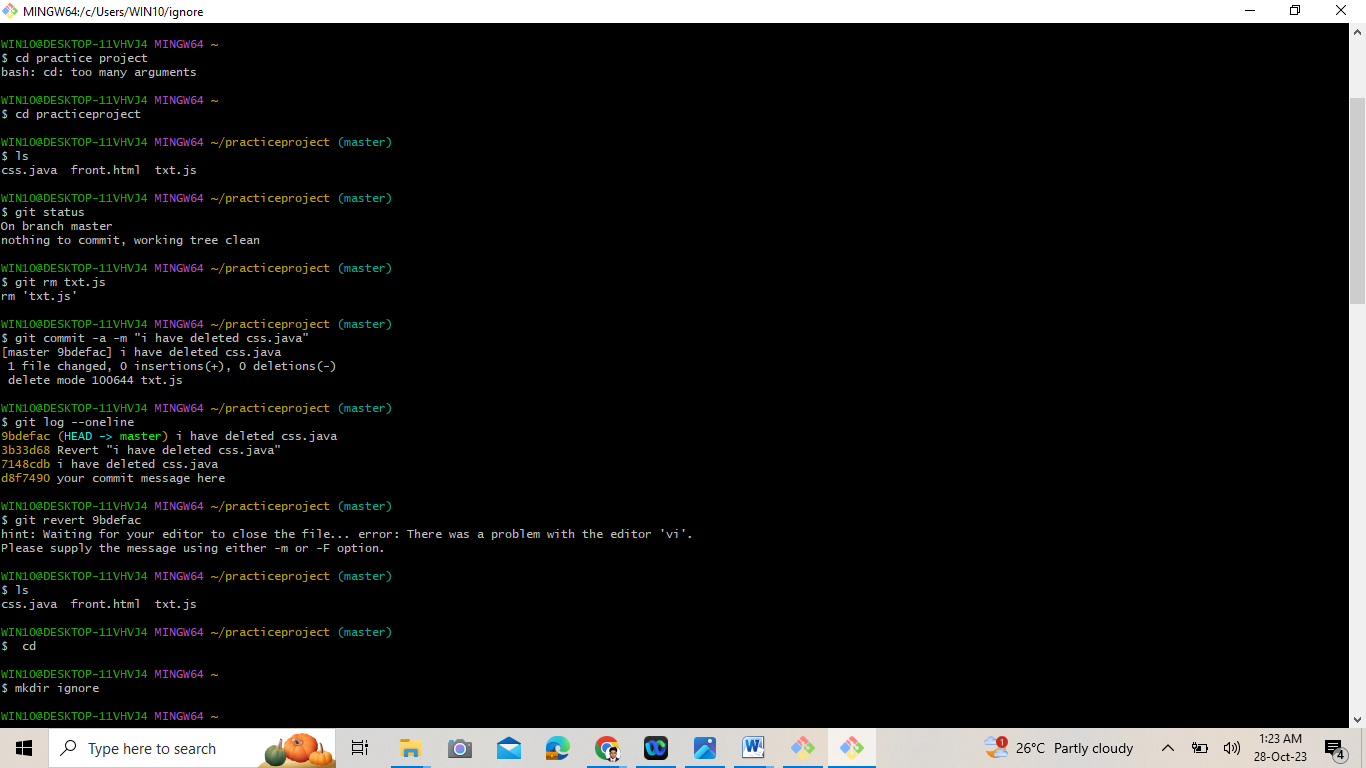 MINGW64:/c/Users/WIN10/ignore
WIN10@DESKTOP-11VHVJ4 MINGW64 ~
$ cd practice project
bash: cd: too many arguments
WIN10@DESKTOP-11VHVJ4 MINGW64 ~
$ cd practiceproject
WIN10@DESKTOP-11VHVJ4 MINGW64 ~/practiceproject (master)
$ ls
css.java  front.html  txt.js
WIN10@DESKTOP-11VHVJ4 MINGW64 ~/practiceproject (master)
$ git status
On branch master
nothing to commit, working tree clean
WIN10@DESKTOP-11VHVJ4 MINGW64 ~/practiceproject (master)
$ git rm txt.js
rm 'txt.js'
WIN10@DESKTOP-11VHVJ4 MINGW64 ~/practiceproject (master)
$ git commit -a -m "i have deleted css.java"
[master 9bdefac] i have deleted css.java
 1 file changed, 0 insertions(+), 0 deletions(-)
 delete mode 100644 txt.js
WIN10@DESKTOP-11VHVJ4 MINGW64 ~/practiceproject (master)
$ git log --oneline
9bdefac (HEAD -> master) i have deleted css.java
3b33d68 Revert "i have deleted css.java"
7148cdb i have deleted css.java
d8f7490 your commit message here
WIN10@DESKTOP-11VHVJ4 MINGW64 ~/practiceproject (master)
$ git revert 9bdefac
hint: Waiting for your editor to close the file... error: There was a problem with the editor 'vi'.
Please supply the message using either -m or -F option.
WIN10@DESKTOP-11VHVJ4 MINGW64 ~/practiceproject (master)
$ ls
css.java  front.html  txt.js
WIN10@DESKTOP-11VHVJ4 MINGW64 ~/practiceproject (master)
$  cd
WIN10@DESKTOP-11VHVJ4 MINGW64 ~
$ mkdir ignore
WIN10@DESKTOP-11VHVJ4 MINGW64 ~
Type here to search
1
26°C Partly cloudy
1:23 AM
28-Oct-23
4